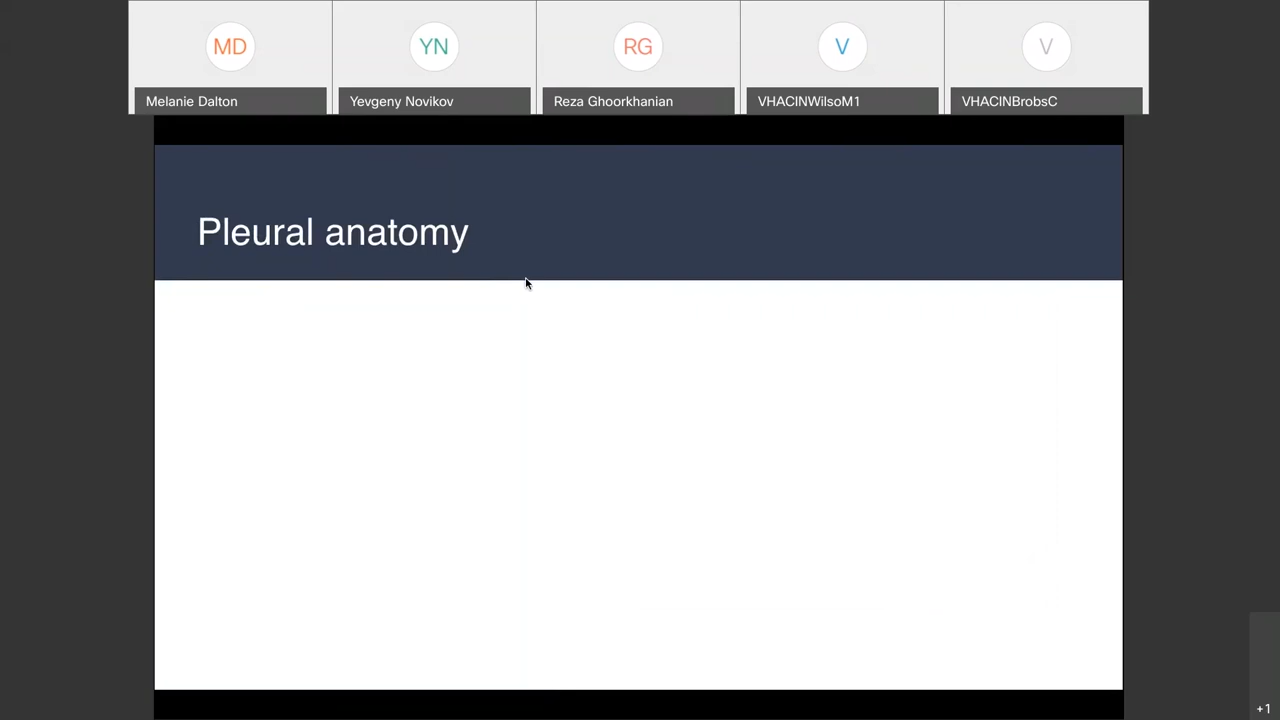 MD
YN
RG
V
V
Melanie Dalton
Yevgeny Novikov
Reza Ghoorkhanian
VHACINWilsoM1
VHACINBrobsC
Pleural anatomy
+1